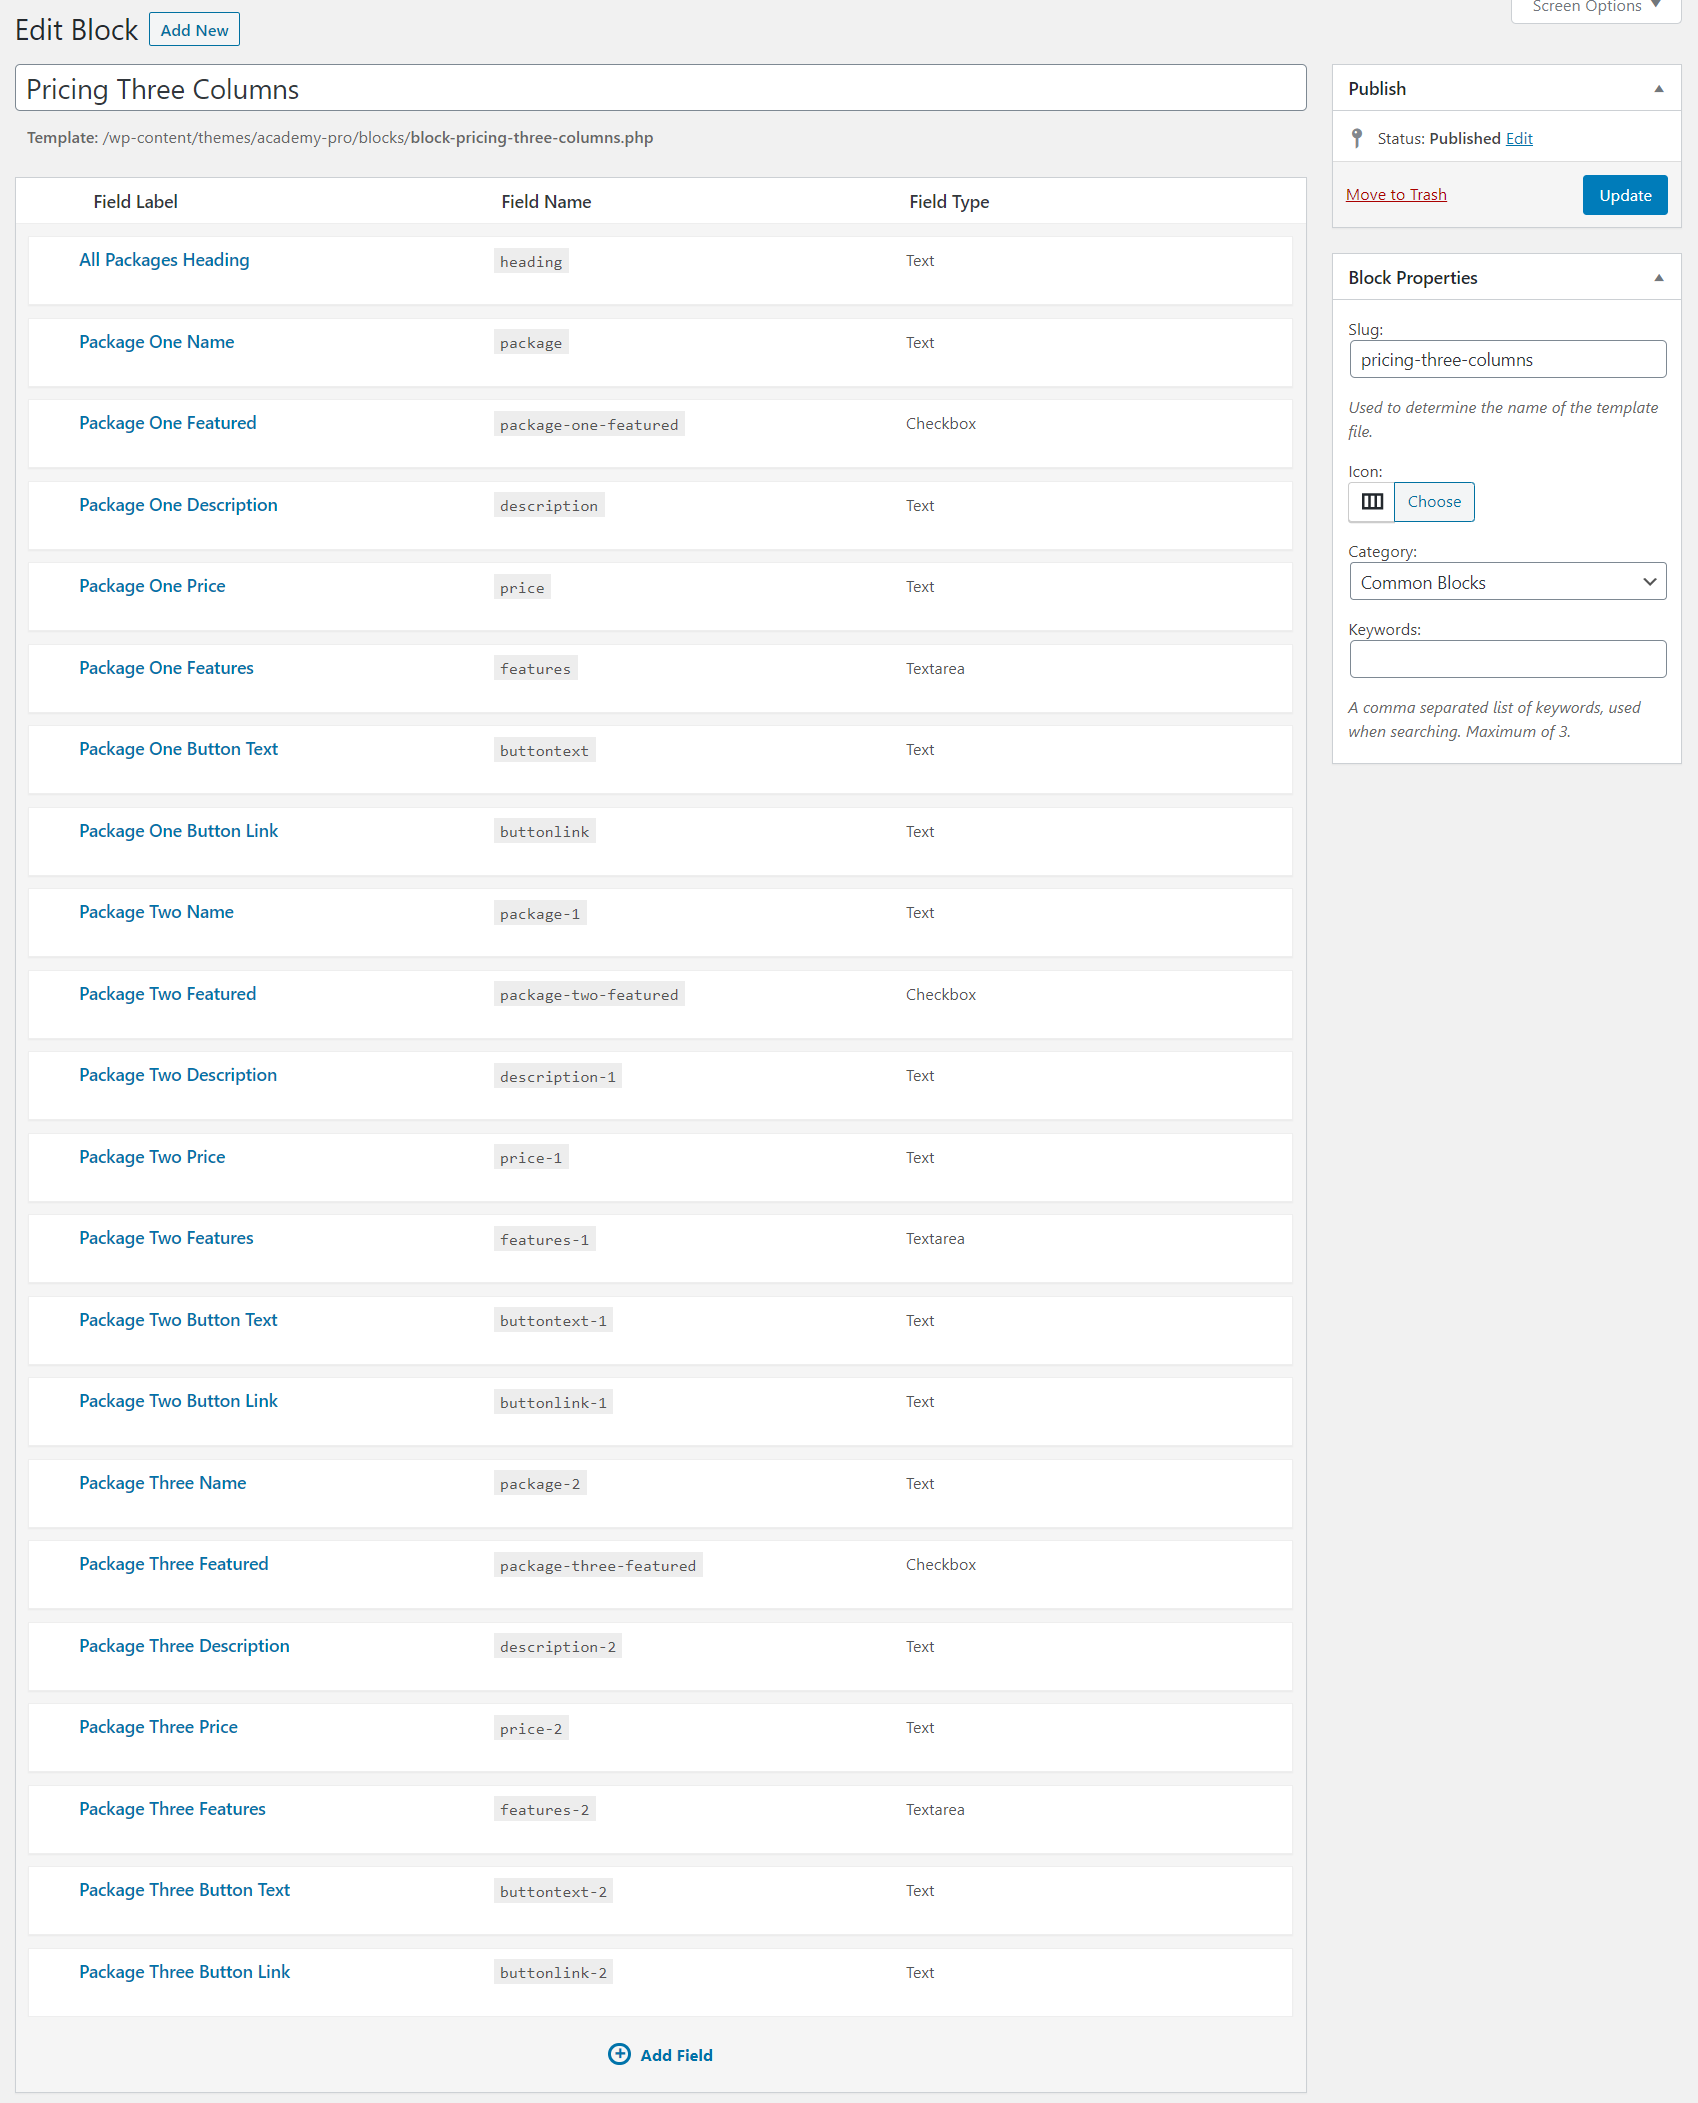 Screen Options ▼
Edit Block Add New
Pricing Three Columns
Template: /wp-content/themes/academy-pro/blocks/block-pricing-three-columns.php
Field Label Field Name Field Type
All Packages Heading heading Text
Package One Name package Text
Package One Featured package-one-featured Checkbox
Package One Description description Text
Package One Price price Text
Package One Features features Textarea
Package One Button Text buttontext Text
Package One Button Link buttonlink Text
Package Two Name package-1 Text
Package Two Featured package-two-featured Checkbox
Package Two Description description-1 Text
Package Two Price price-1 Text
Package Two Features features-1 Textarea
Package Two Button Text buttontext-1 Text
Package Two Button Link buttonlink-1 Text
Package Three Name package-2 Text
Package Three Featured package-three-featured Checkbox
Package Three Description description-2 Text
Package Three Price price-2 Text
Package Three Features features-2 Textarea
Package Three Button Text buttontext-2 Text
Package Three Button Link buttonlink-2 Text
Add Field
Publish
Status: Published Edit
Move to Trash Update
Block Properties
Slug:
pricing-three-columns
Used to determine the name of the template
file.
Icon:
Choose
Category:
Common Blocks
Keywords:
A comma separated list of keywords, used
when searching. Maximum of 3.